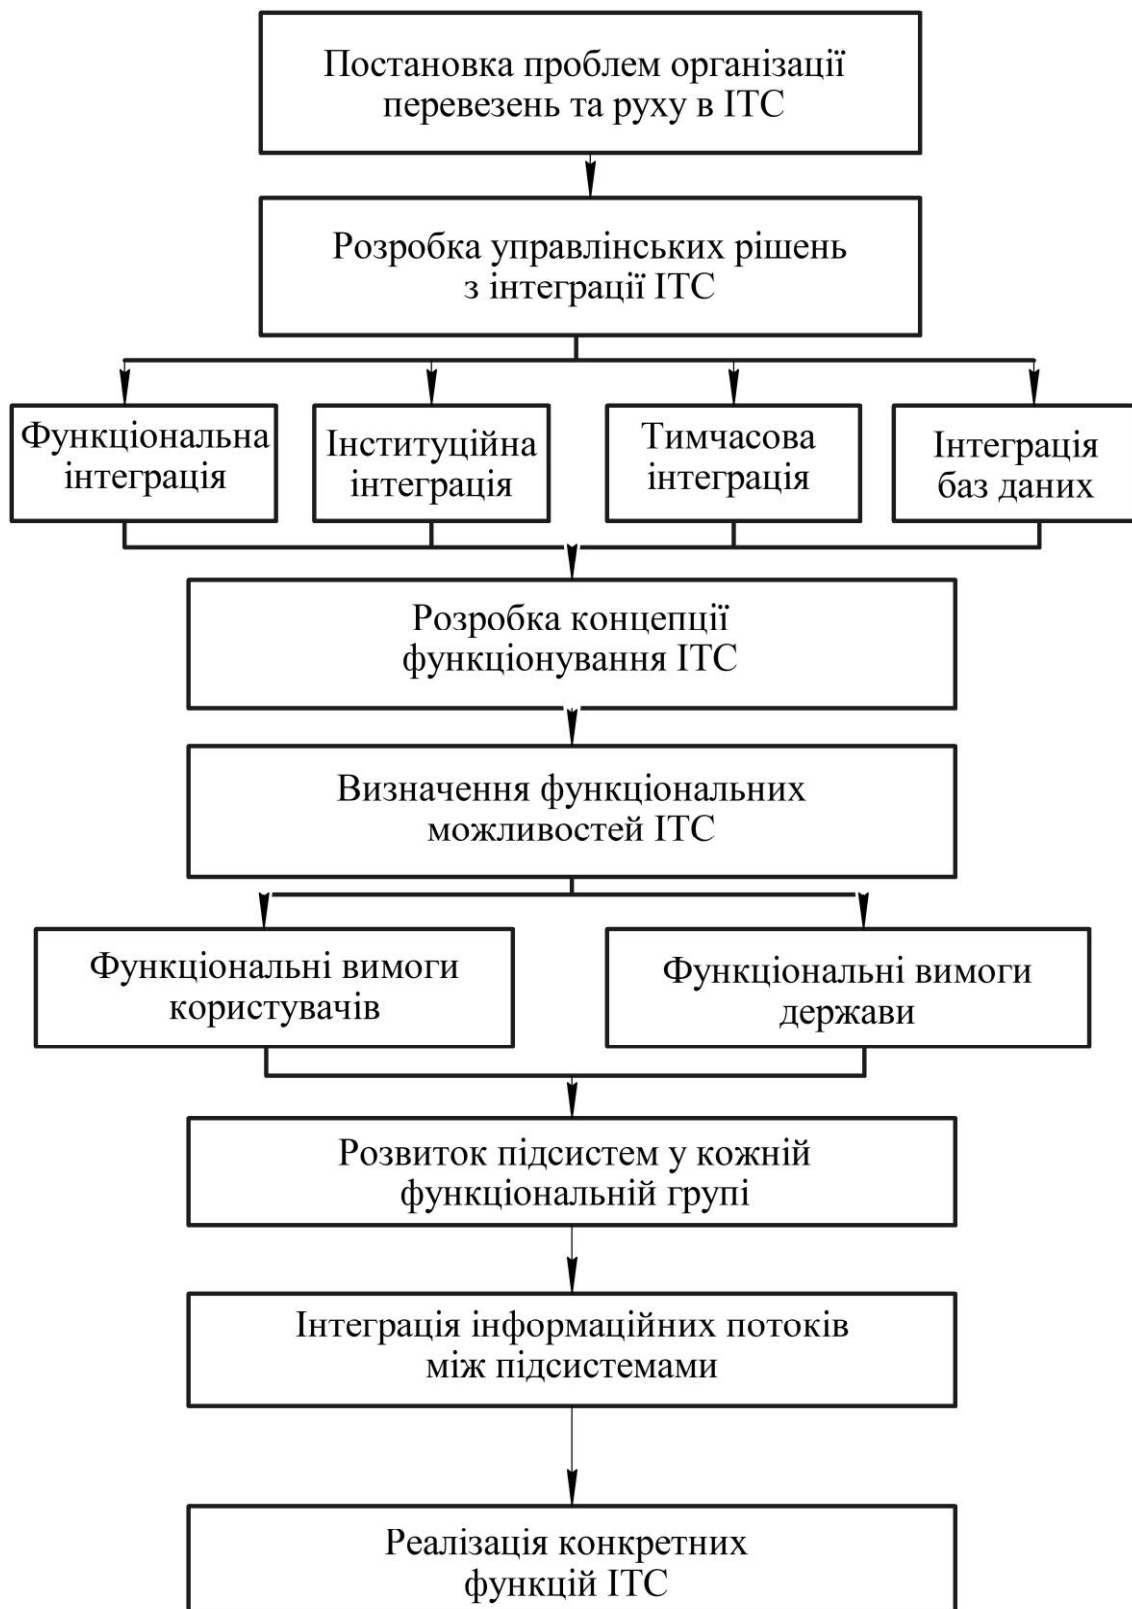 Постановка проблем організації
перевезень та руху в ІТС
Розробка управлінських рішень
з інтеграції ІТС
Функціональна
інтеграція
Інституційна
інтеграція
Тимчасова
інтеграція
Інтеграція
баз даних
Розробка концепції
функціонування ІТС
Визначення функціональних
можливостей ІТС
Функціональні вимоги
користувачів
Функціональні вимоги
держави
Розвиток підсистем у кожній
функціональній групі
Інтеграція інформаційних потоків
між підсистемами
Реалізація конкретних
функцій ІТС